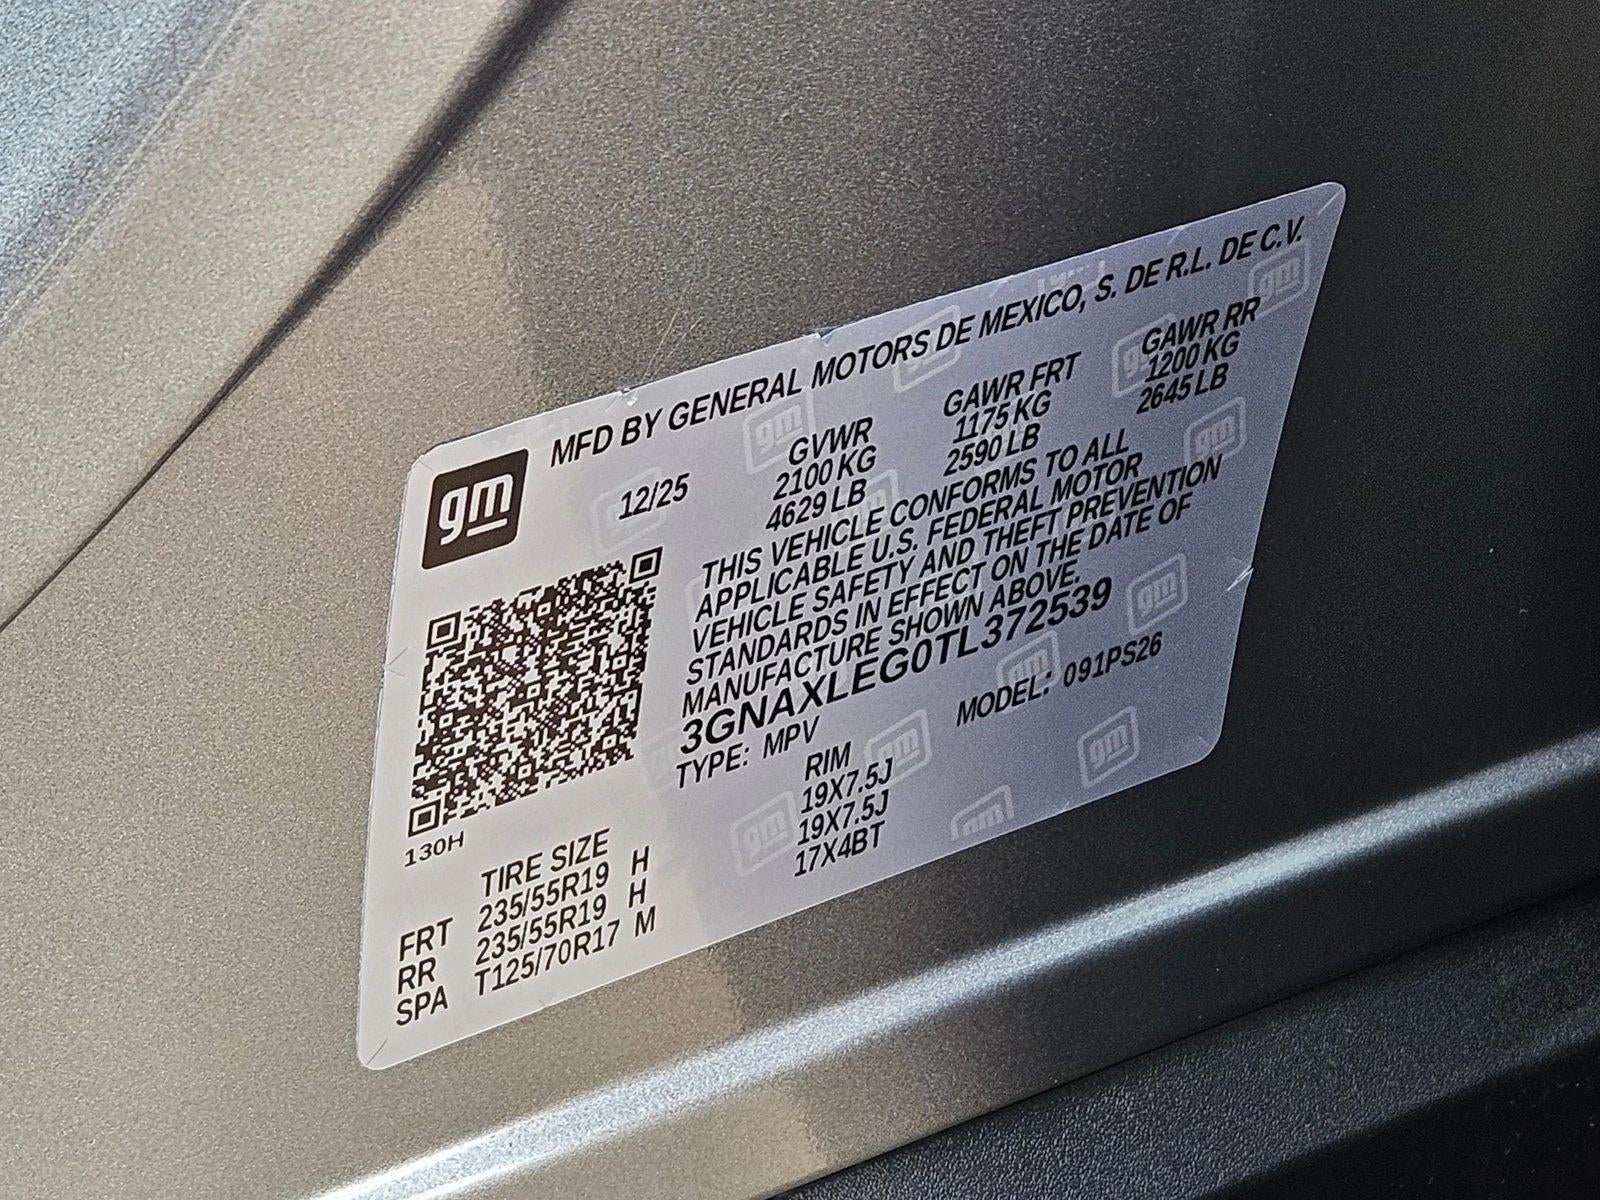 MFD BY GENERAL MOTORS DE MEXICO, S. DE R.L. DE C.V.
gm
12/25
GVWR GAWR FRT GAWR RR
2100 KG 1175 KG 1200 KG
4629 LB 2590 LB 2645 LB
THIS VEHICLE CONFORMS TO ALL
APPLICABLE U.S. FEDERAL MOTOR
VEHICLE SAFETY AND THEFT PREVENTION
STANDARDS IN EFFECT ON THE DATE OF
MANUFACTURE SHOWN ABOVE.
3GNAXLEG0TL372539
TYPE: MPV MODEL: 091PS26
130H
TIRE SIZE RIM
FRT 235/55R19 H 19X7.5J
RR 235/55R19 H 19X7.5J
SPA T125/70R17 M 17X4BT